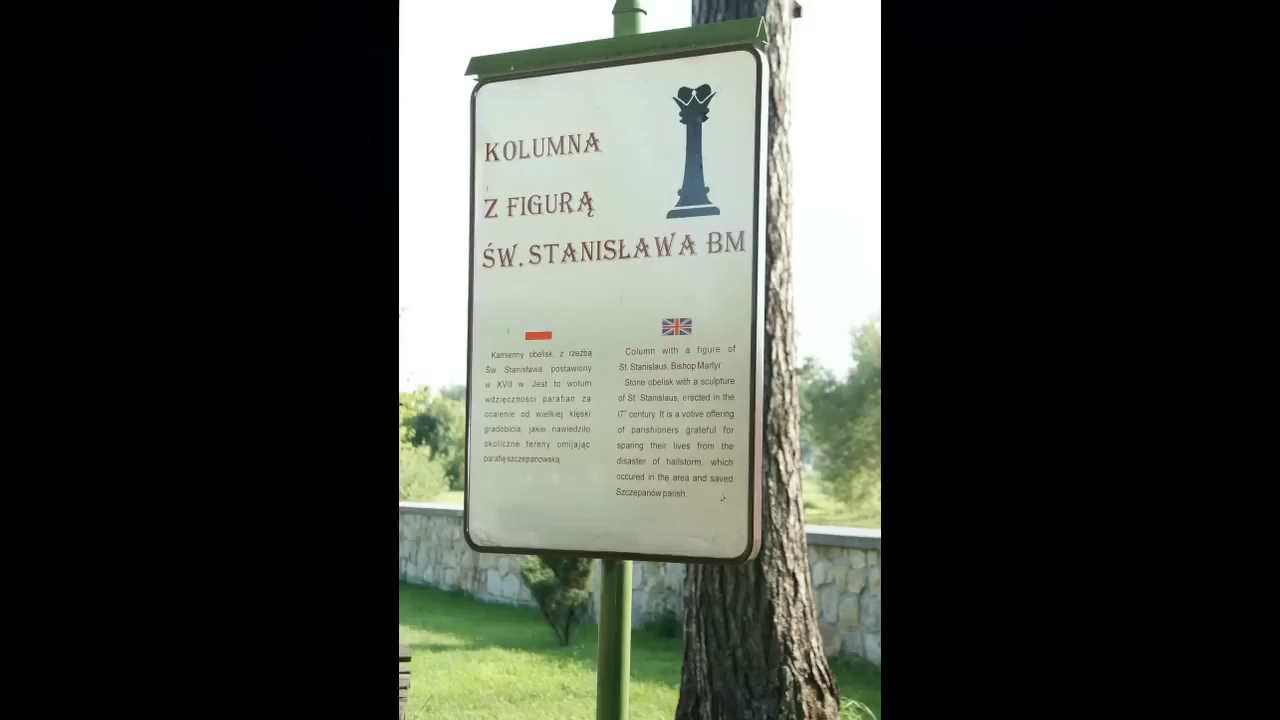 KOLUMNA
Z FIGURĄ
ŚW. STANISŁAWA BM
Kamienny obelisk z rzeźbą
Św. Stanisława, postawiony
w XVII w. Jest to wotum
wdzięczności parafian za
ocalenie od wielkiej klęski
gradobicia, jakie nawiedziło
okoliczne tereny omijając
parafię szczepanowską.
Column with a figure of
St. Stanislaus, Bishop Martyr
Stone obelisk with a sculpture
of St. Stanislaus, erected in the
17" century. It is a votive offering
of parishioners grateful for
sparing their lives from the
disaster of hailstorm, which
occured in the area and saved
Szczepanów parish.